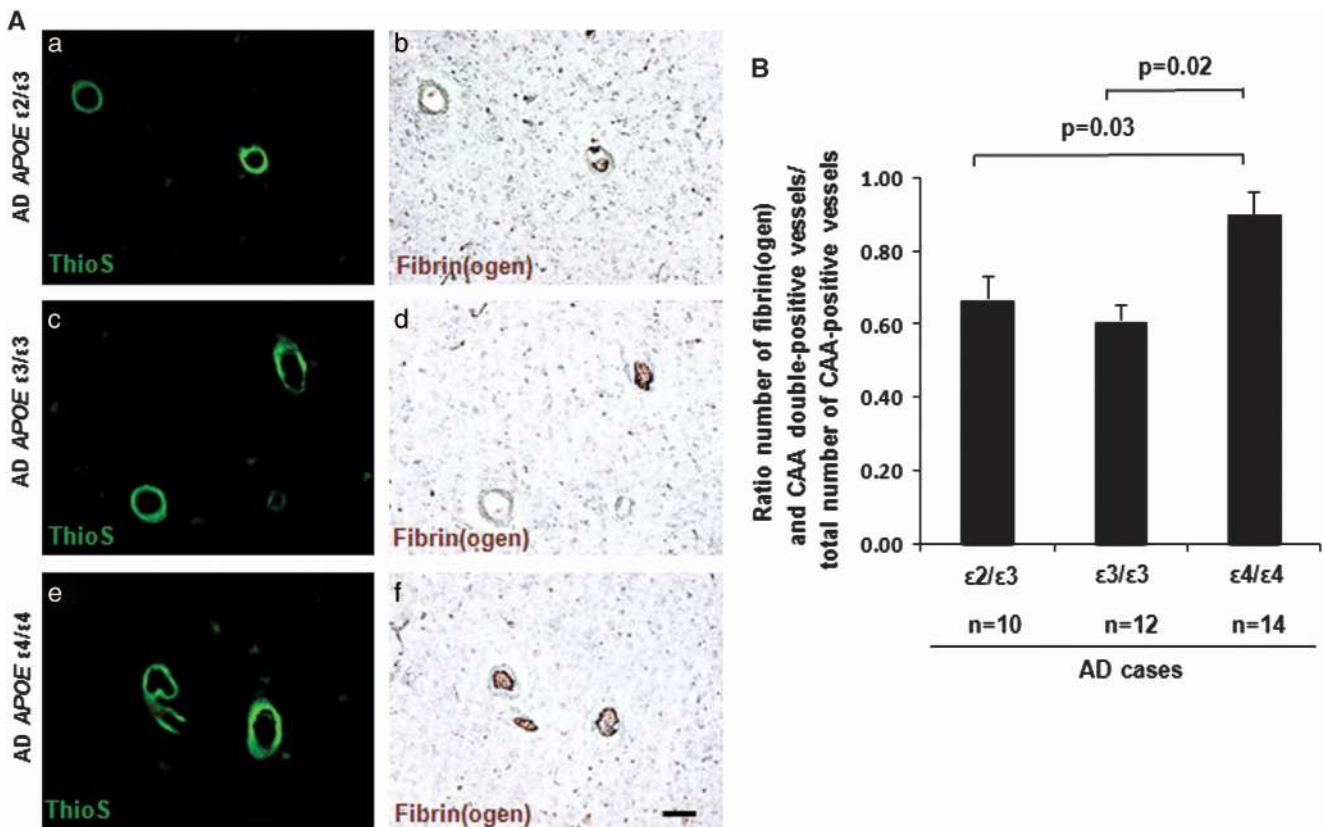 A
AD APOE ε2/ε3
a
ThioS
b
Fibrin(ogen)
AD APOE ε3/ε3
c
ThioS
d
Fibrin(ogen)
AD APOE ε4/ε4
e
ThioS
f
Fibrin(ogen)
B
p=0.02
p=0.03
Ratio number of fibrin(ogen)
and CAA double-positive vessels/
total number of CAA-positive vessels
1.00
0.80
0.60
0.40
0.20
0.00
ε2/ε3 ε3/ε3 ε4/ε4
n=10 n=12 n=14
AD cases